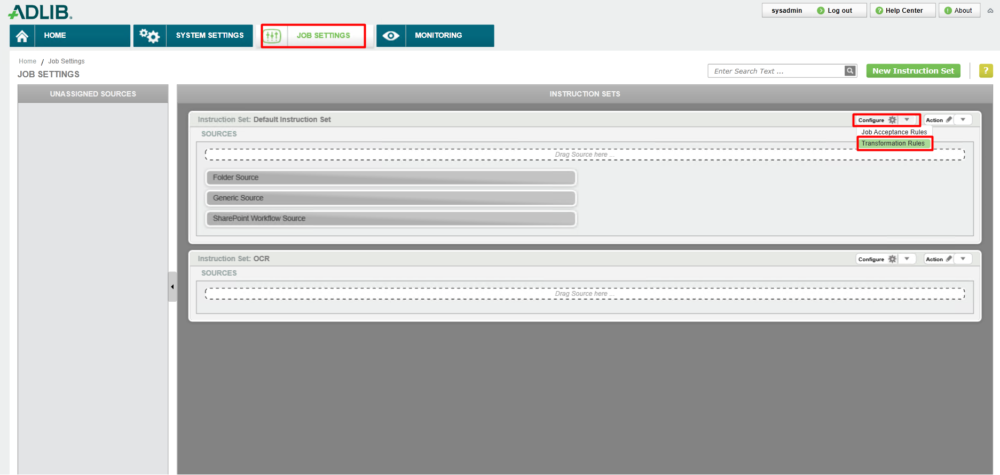 ADLIB®
sysadmin Log out Help Center About
HOME SYSTEM SETTINGS JOB SETTINGS MONITORING
Home / Job Settings
JOB SETTINGS
Enter Search Text ... New Instruction Set ?
UNASSIGNED SOURCES INSTRUCTION SETS
Instruction Set: Default Instruction Set Configure Action
SOURCES
Job Acceptance Rules
Transformation Rules
Drag Source here ...
Folder Source
Generic Source
SharePoint Workflow Source
Instruction Set: OCR Configure Action
SOURCES
Drag Source here ...